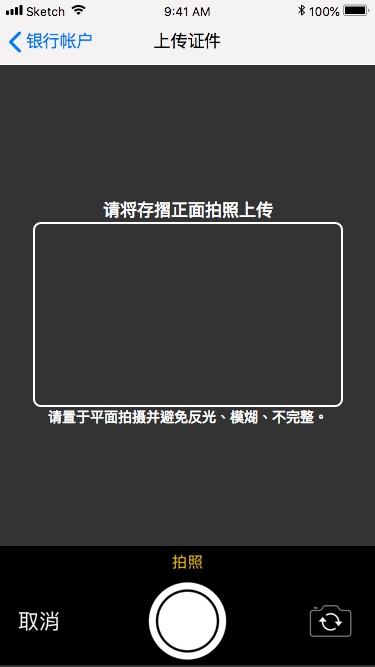 Sketch 9:41 AM 100%
银行帐户 上传证件
请将存摺正面拍照上传
请置于平面拍摄并避免反光、模煳、不完整。
拍照
取消